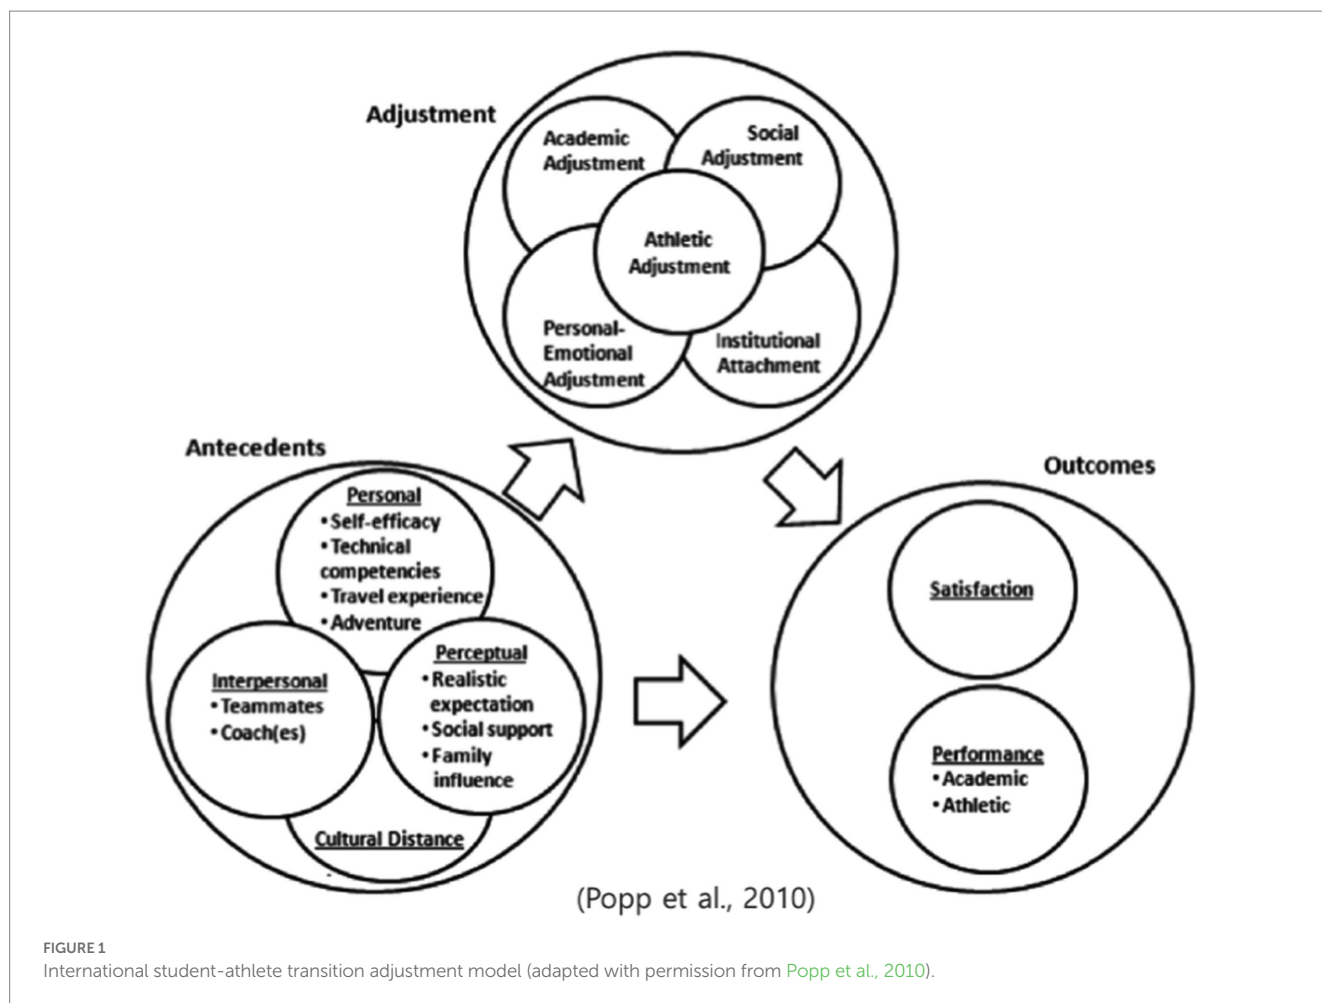 Adjustment
Academic
Adjustment
Social
Adjustment
Athletic
Adjustment
Personal-
Emotional
Adjustment
Institutional
Attachment
Antecedents
Personal
• Self-efficacy
• Technical
competencies
• Travel experience
• Adventure
Interpersonal
• Teammates
• Coach(es)
Perceptual
• Realistic
expectation
• Social support
• Family
influence
Cultural Distance
Outcomes
Satisfaction
Performance
• Academic
• Athletic
(Popp et al., 2010)
FIGURE 1
International student-athlete transition adjustment model (adapted with permission from Popp et al., 2010).